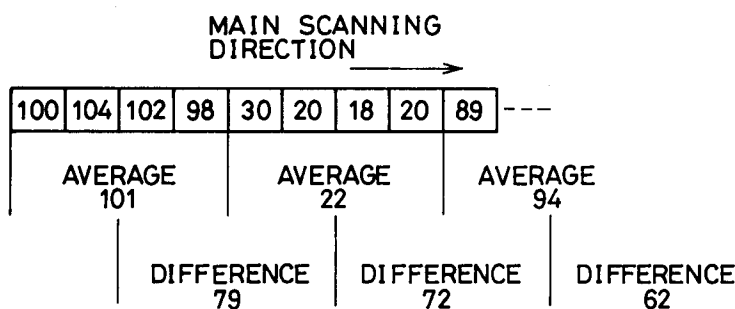 MAIN SCANNING
DIRECTION
100 104 102 98 30 20 18 20 89
AVERAGE AVERAGE AVERAGE
101 22 94
DIFFERENCE DIFFERENCE DIFFERENCE
79 72 62